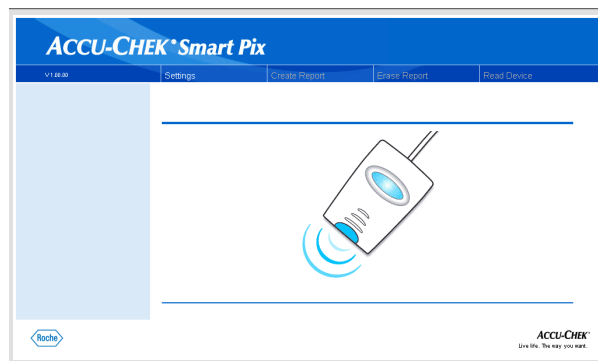 ACCU-CHEK® Smart Pix
V 1.00.00
Settings
Create Report
Erase Report
Read Device
Roche
ACCU-CHEK®
Live life. The way you want.